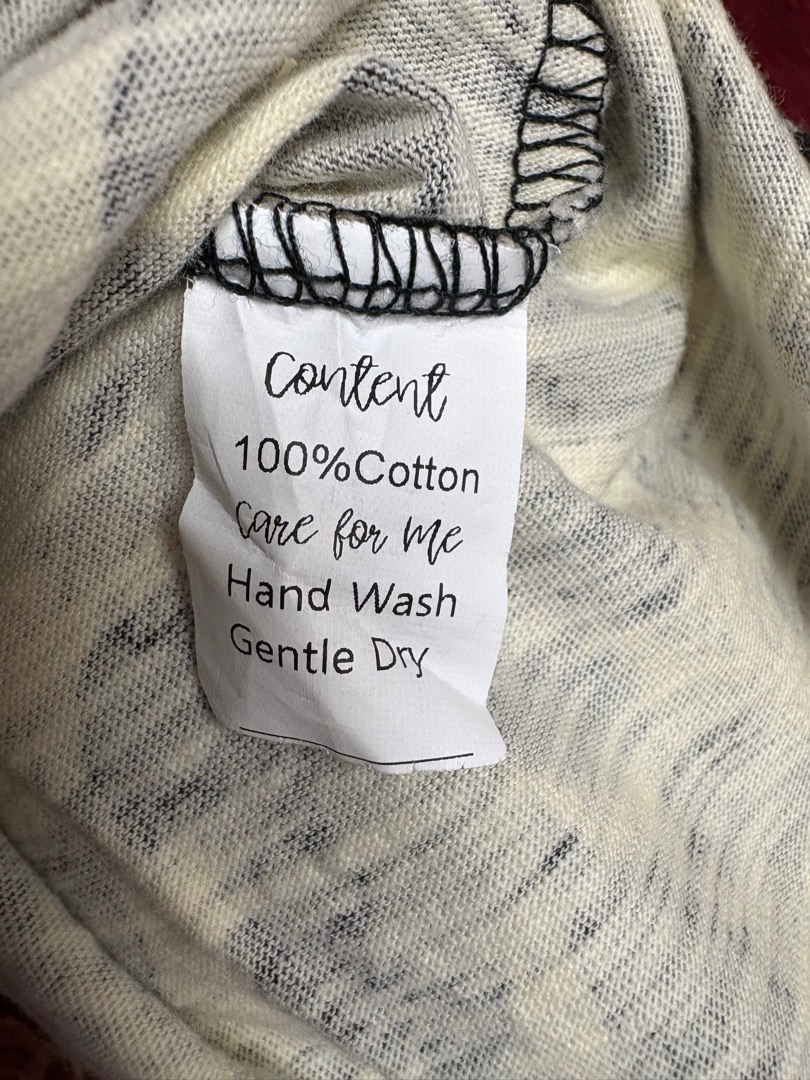 Content
100%Cotton
Care for me
Hand Wash
Gentle Dry